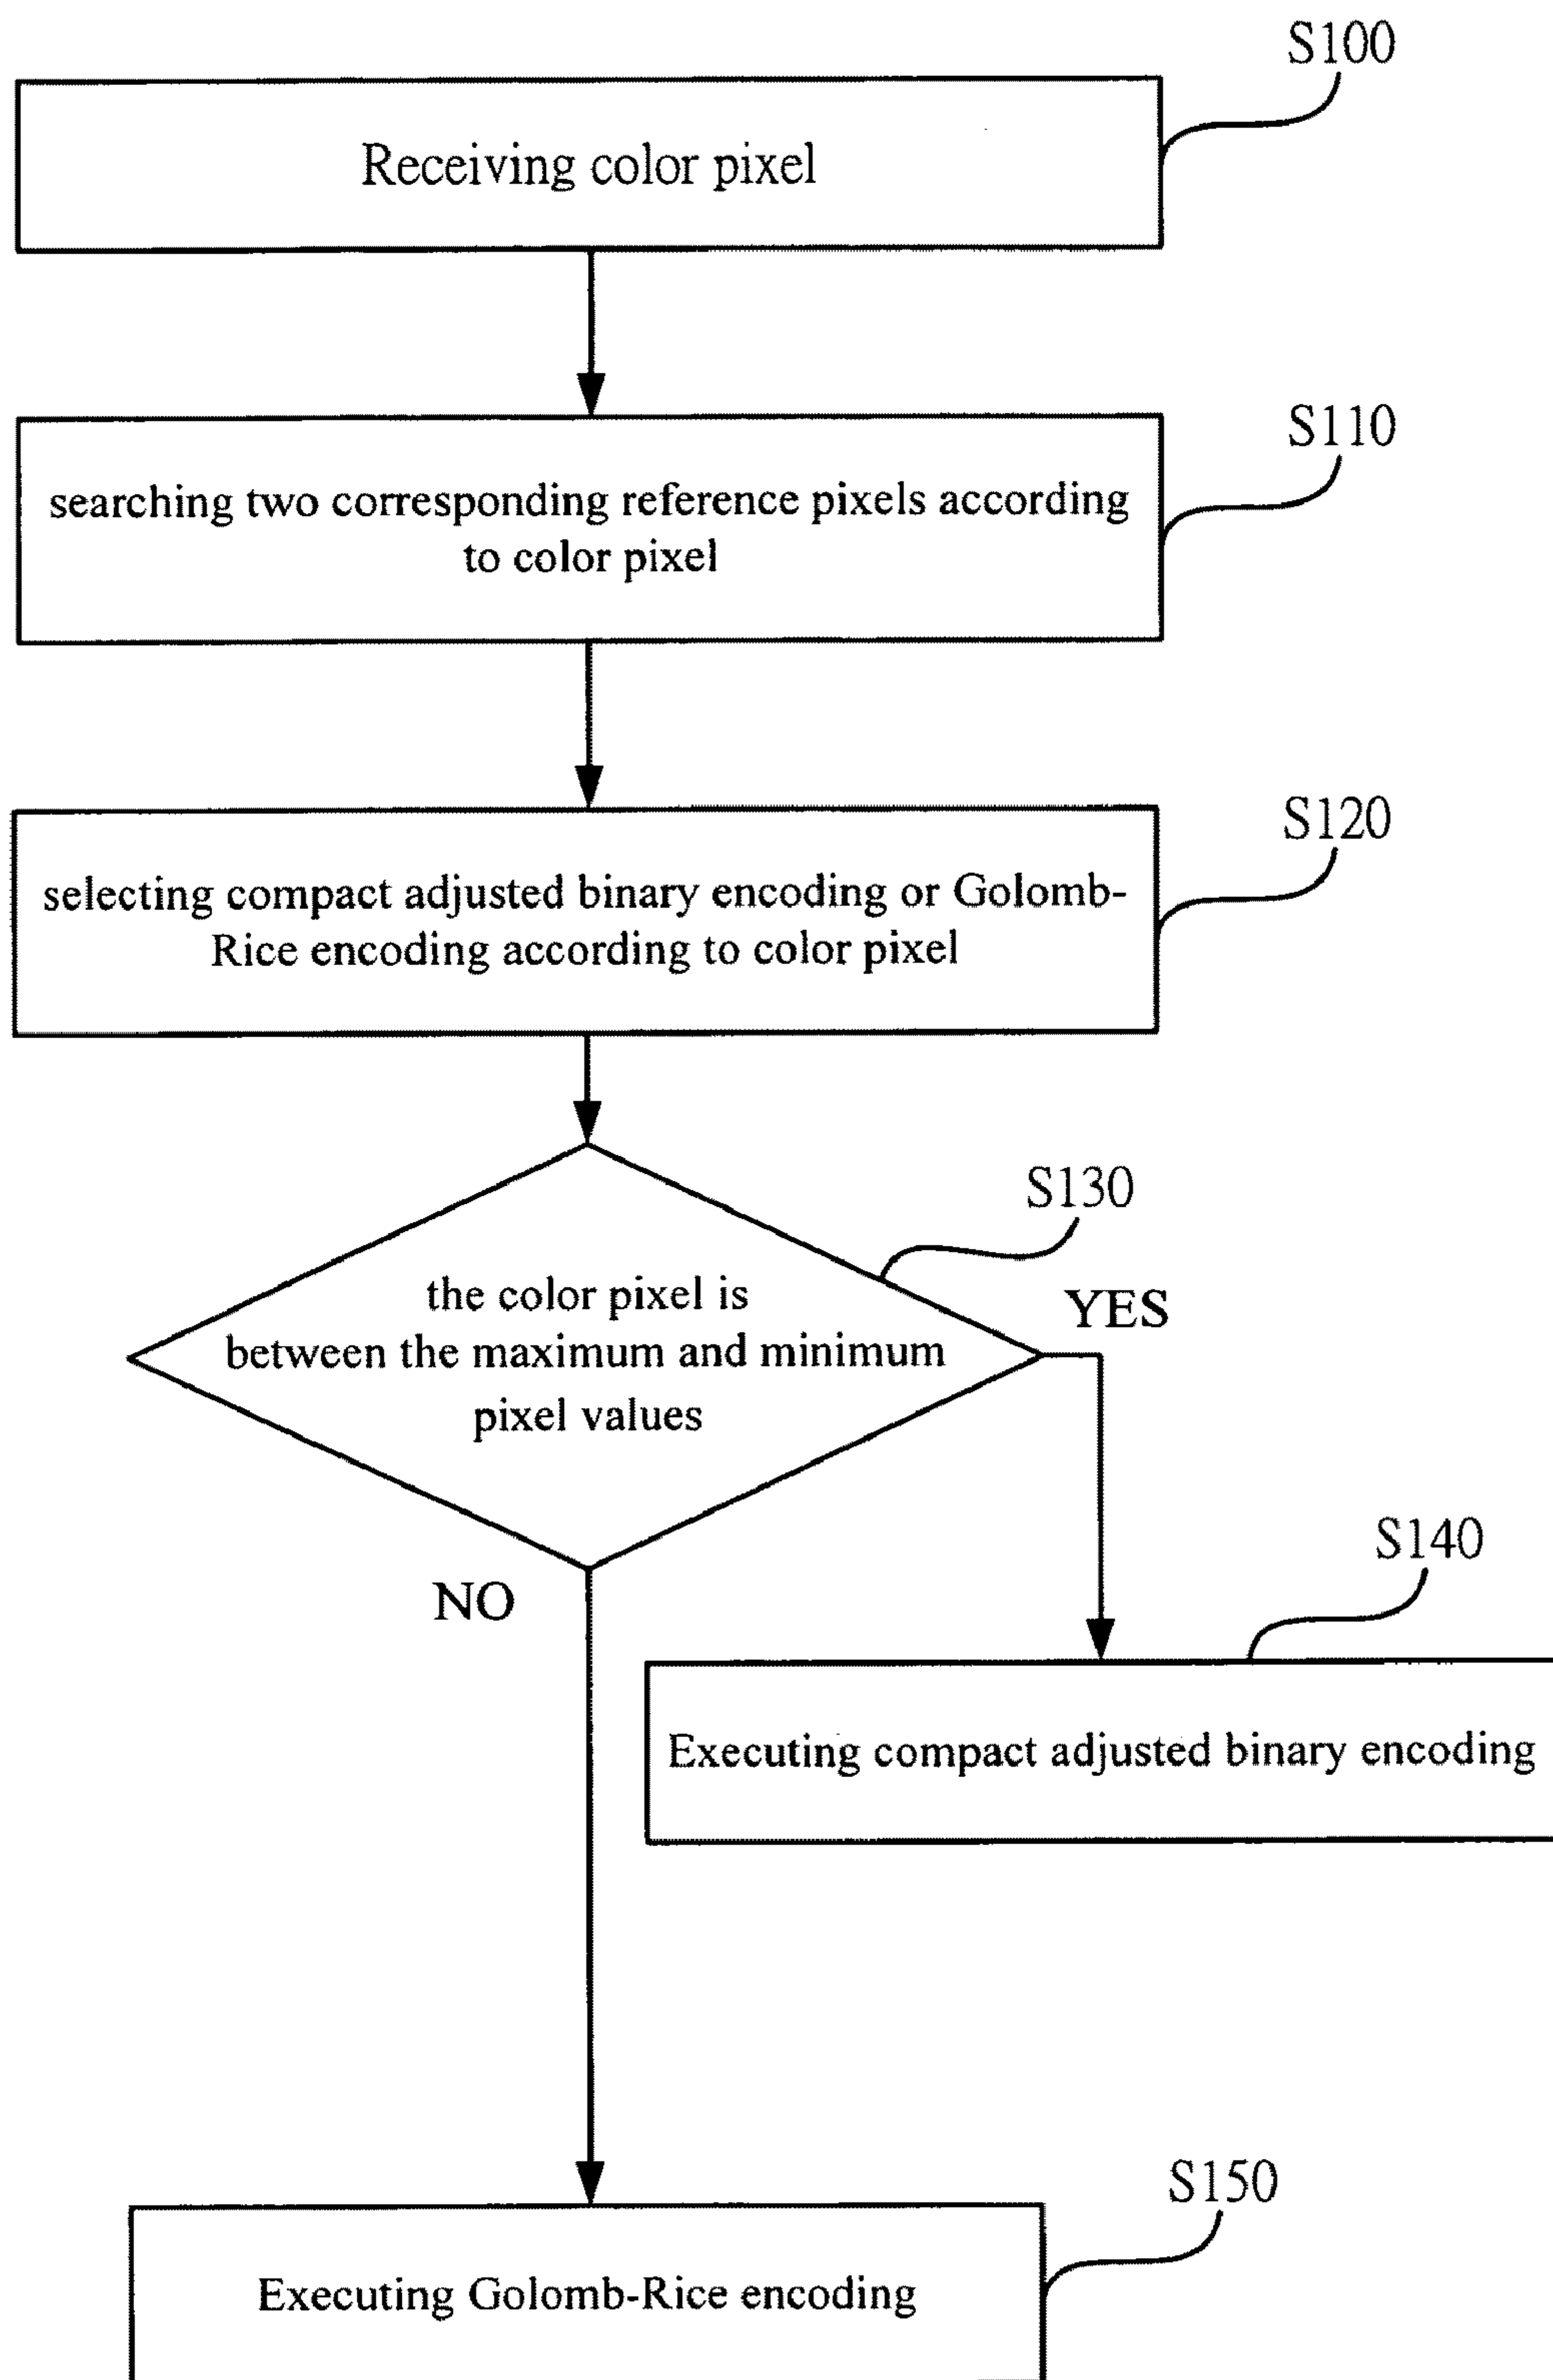 S100
Receiving color pixel
S110
searching two corresponding reference pixels according
to color pixel
S120
selecting compact adjusted binary encoding or Golomb-
Rice encoding according to color pixel
S130
the color pixel is
between the maximum and minimum
pixel values
YES
NO
S140
Executing compact adjusted binary encoding
S150
Executing Golomb-Rice encoding